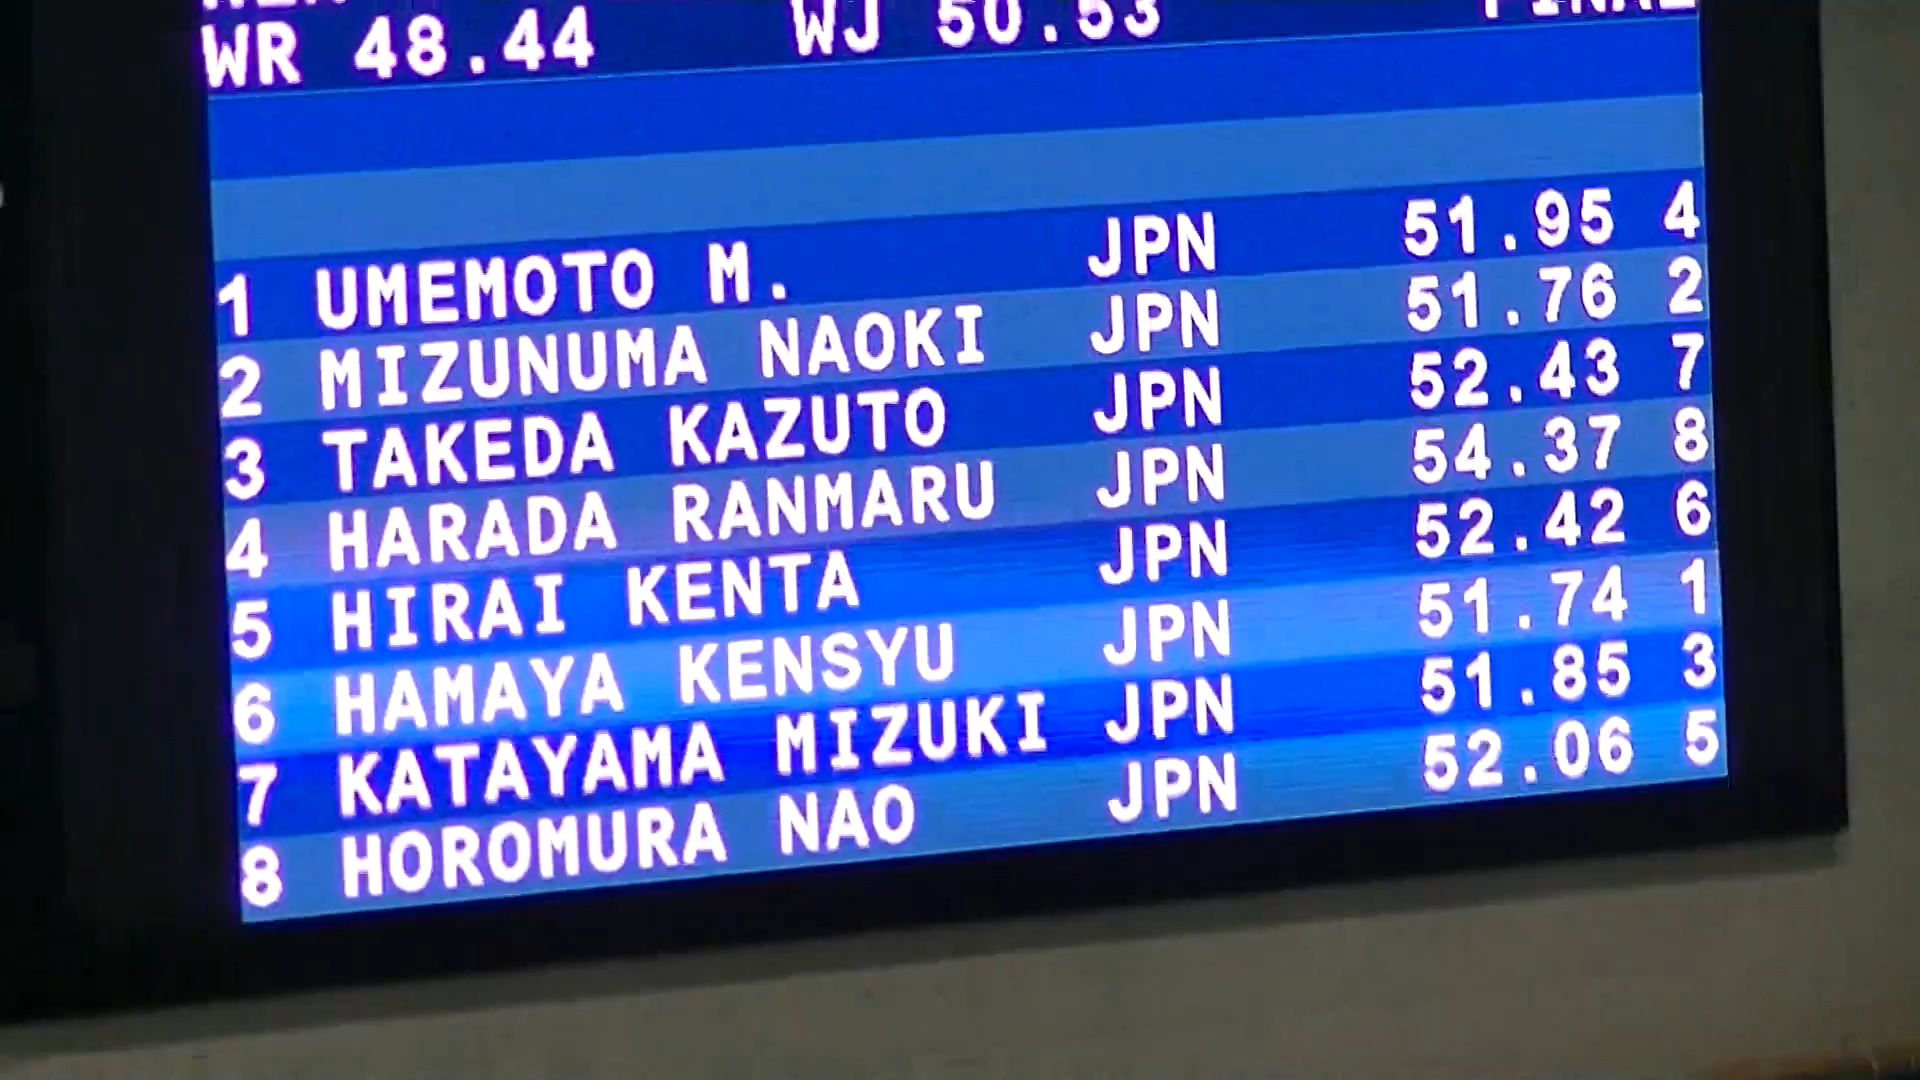 WR 48.44 WJ 50.53 FINAL
1 UMEMOTO M. JPN 51.95 4
2 MIZUNUMA NAOKI JPN 51.76 2
3 TAKEDA KAZUTO JPN 52.43 7
4 HARADA RANMARU JPN 54.37 8
5 HIRAI KENTA JPN 52.42 6
6 HAMAYA KENSYU JPN 51.74 1
7 KATAYAMA MIZUKI JPN 51.85 3
8 HOROMURA NAO JPN 52.06 5